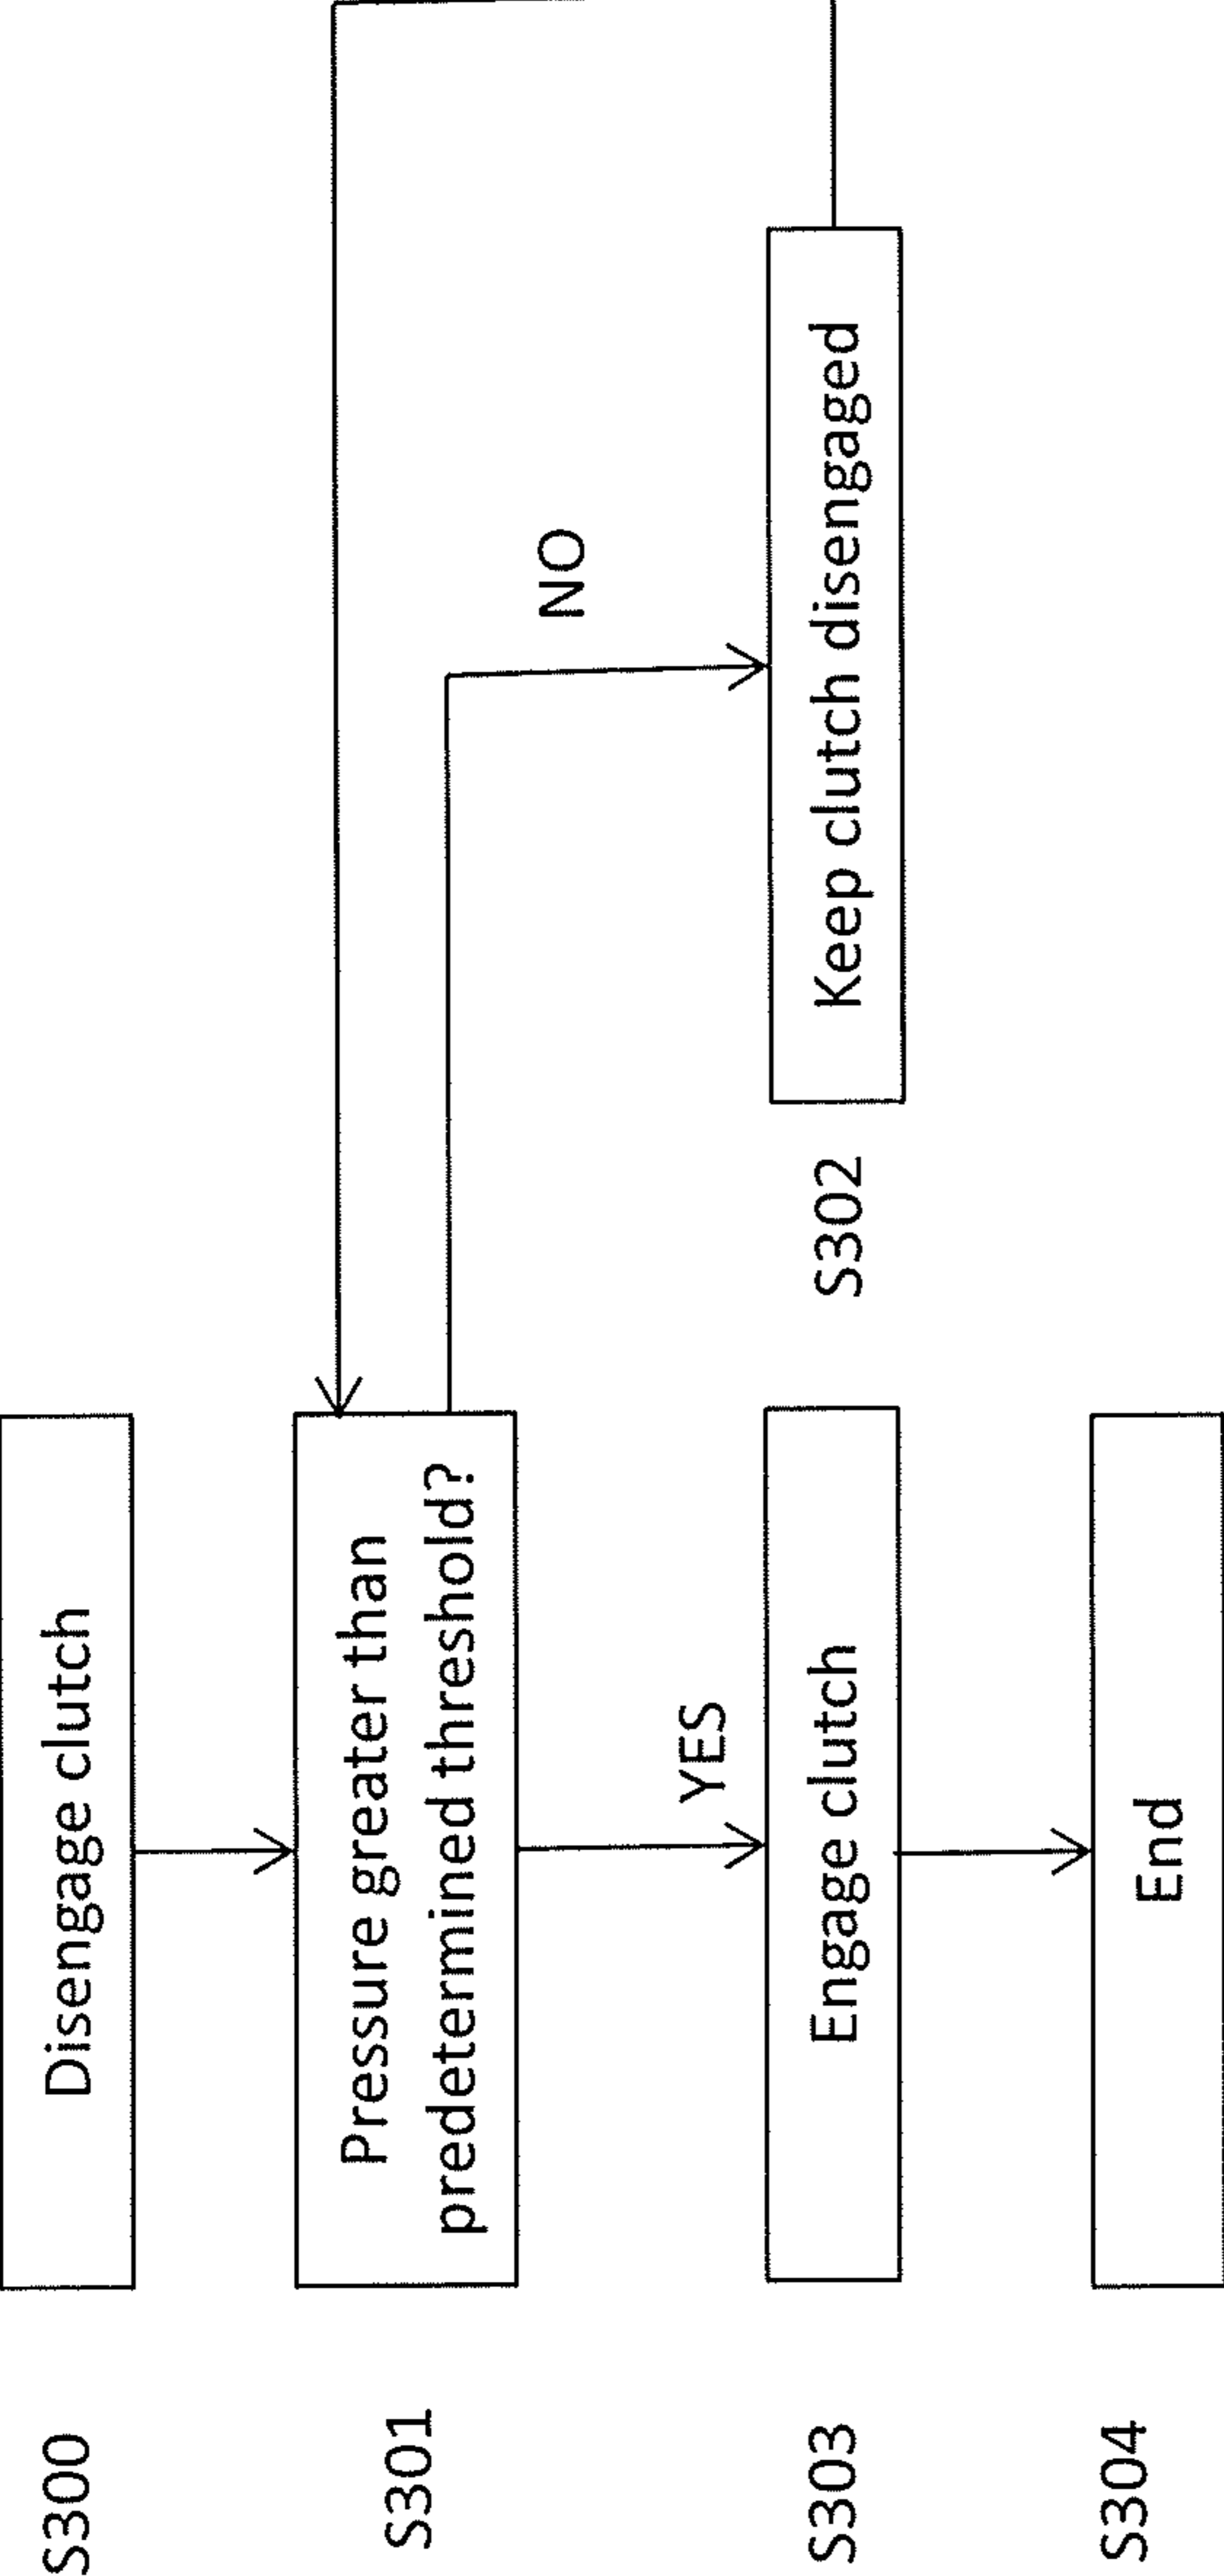 S300
Disengage clutch
S301
Pressure greater than
predetermined threshold?
NO
YES
S303
Engage clutch
S302
Keep clutch disengaged
S304
End